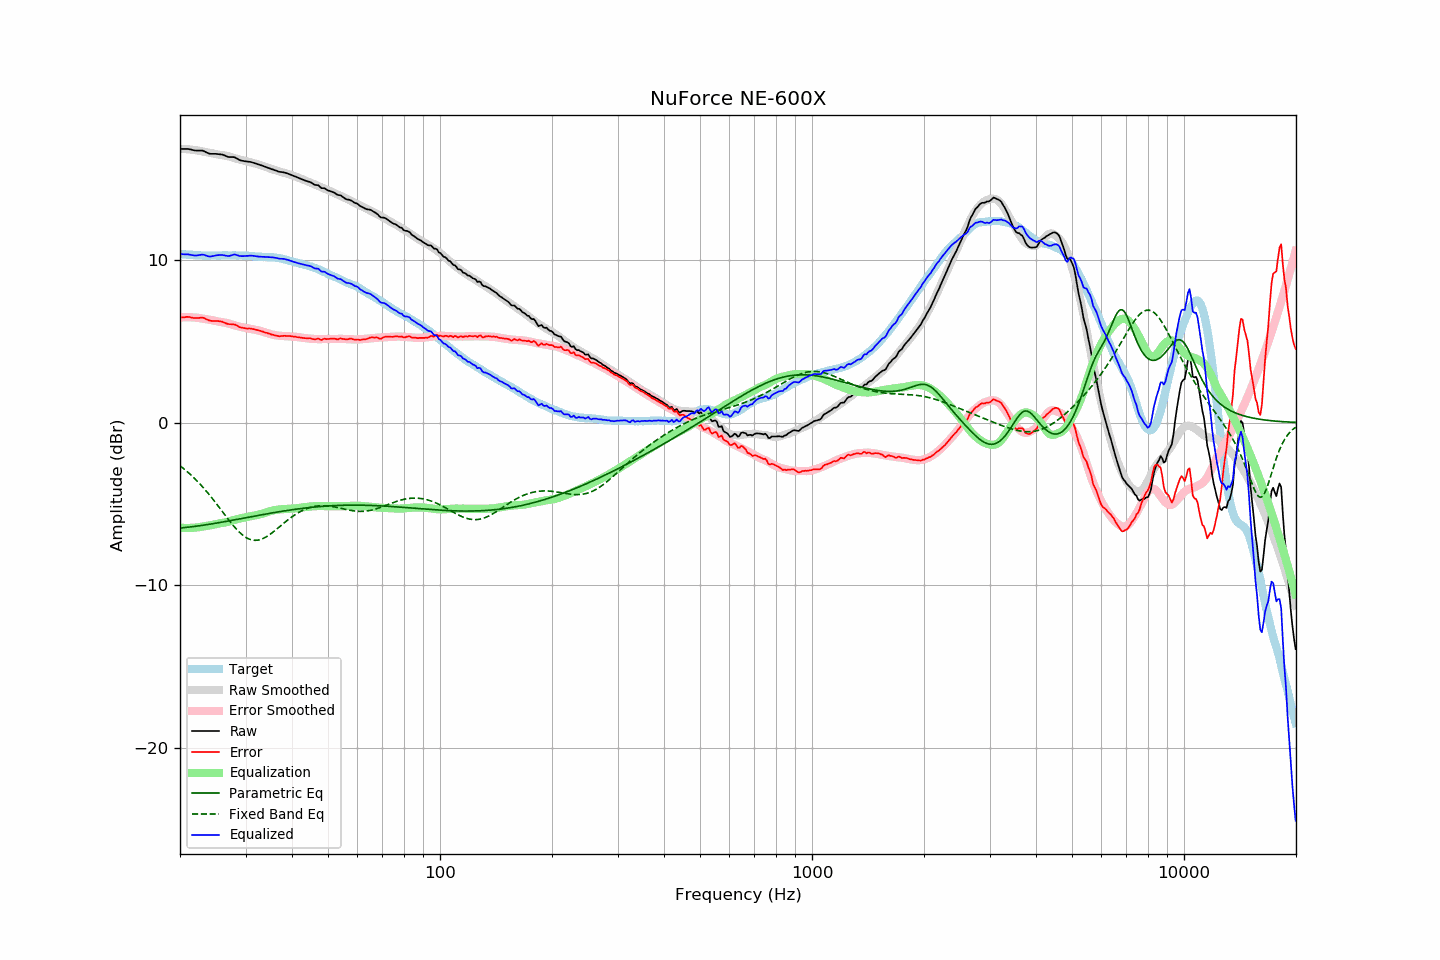 NuForce NE-600X
Amplitude (dBr)
10
0
−10
−20
Target
Raw Smoothed
Error Smoothed
Raw
Error
Equalization
Parametric Eq
Fixed Band Eq
Equalized
100
1000
10000
Frequency (Hz)